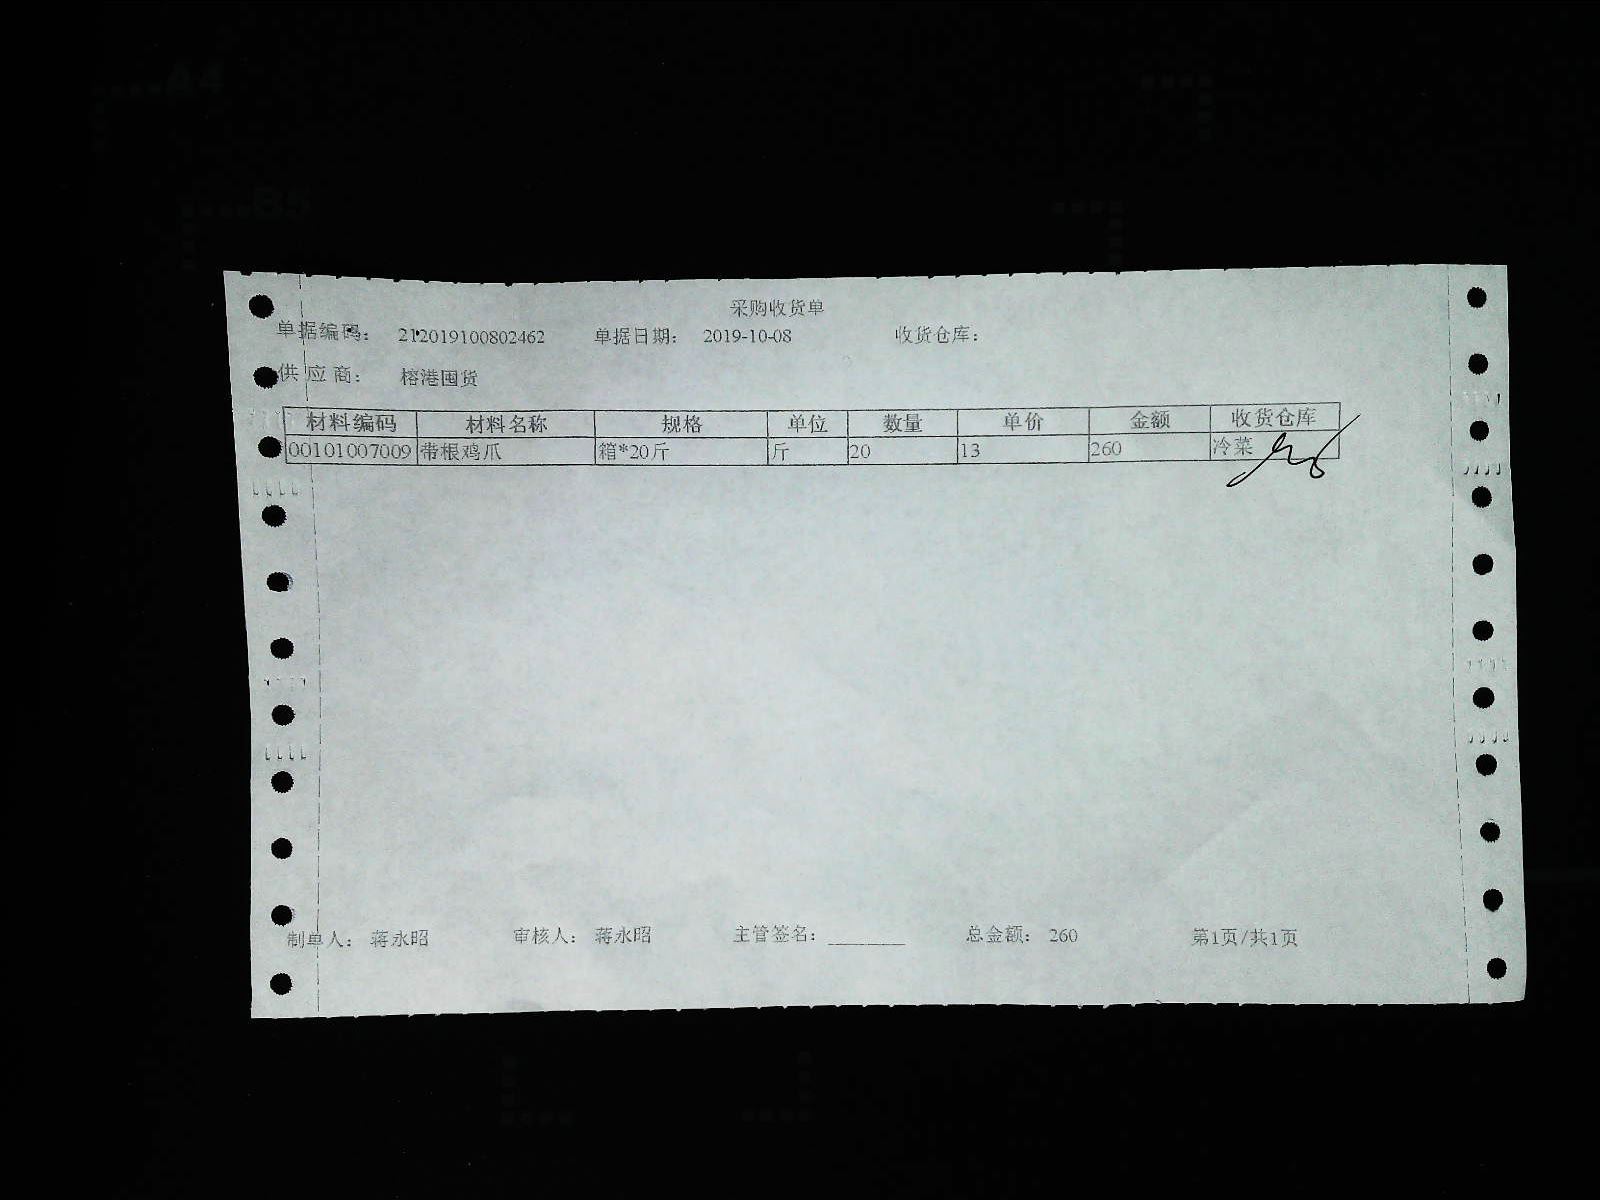 采购收货单
单据编码： 212019100802462 单据日期： 2019-10-08 收货仓库：
供应商： 榕港囤货
材料编码 材料名称 规格 单位 数量 单价 金额 收货仓库
00101007009 带根鸡爪 箱*20斤 斤 20 13 260 冷菜
制单人： 蒋永昭 审核人： 蒋永昭 主管签名： ________ 总金额： 260 第1页/共1页